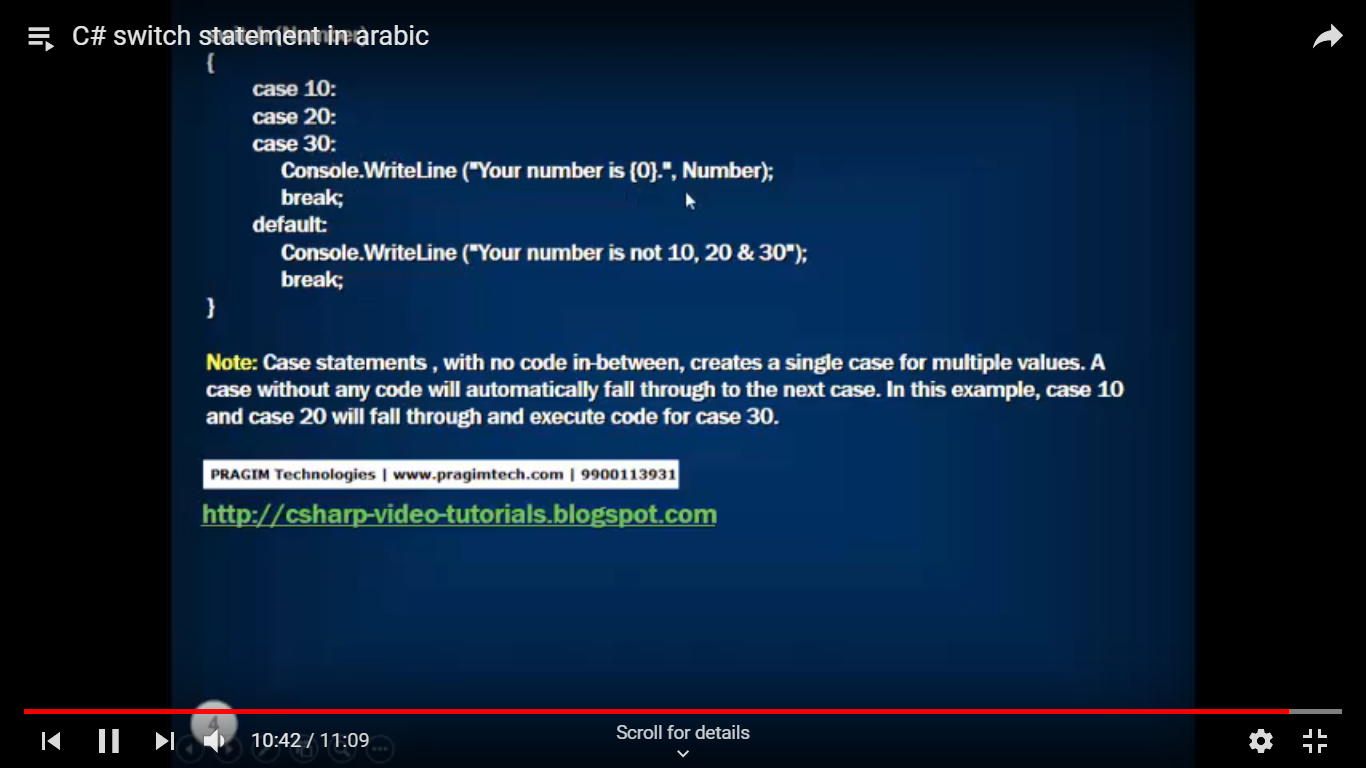 C# switch statement in arabic
{
case 10:
case 20:
case 30:
Console.WriteLine ("Your number is {0}.", Number);
break;
default:
Console.WriteLine ("Your number is not 10, 20 & 30");
break;
}
Note: Case statements , with no code in-between, creates a single case for multiple values. A
case without any code will automatically fall through to the next case. In this example, case 10
and case 20 will fall through and execute code for case 30.
PRAGIM Technologies | www.pragimtech.com | 9900113931
http://csharp-video-tutorials.blogspot.com
4
10:42 / 11:09
Scroll for details